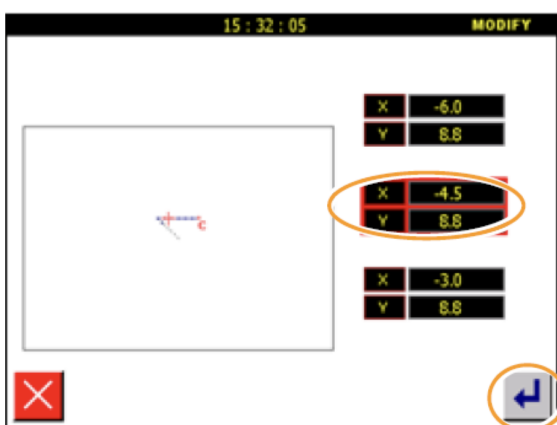 15 : 32 : 05 MODIFY
X -6.0
Y 8.8
X -4.5
Y 8.8
C
X -3.0
Y 8.8